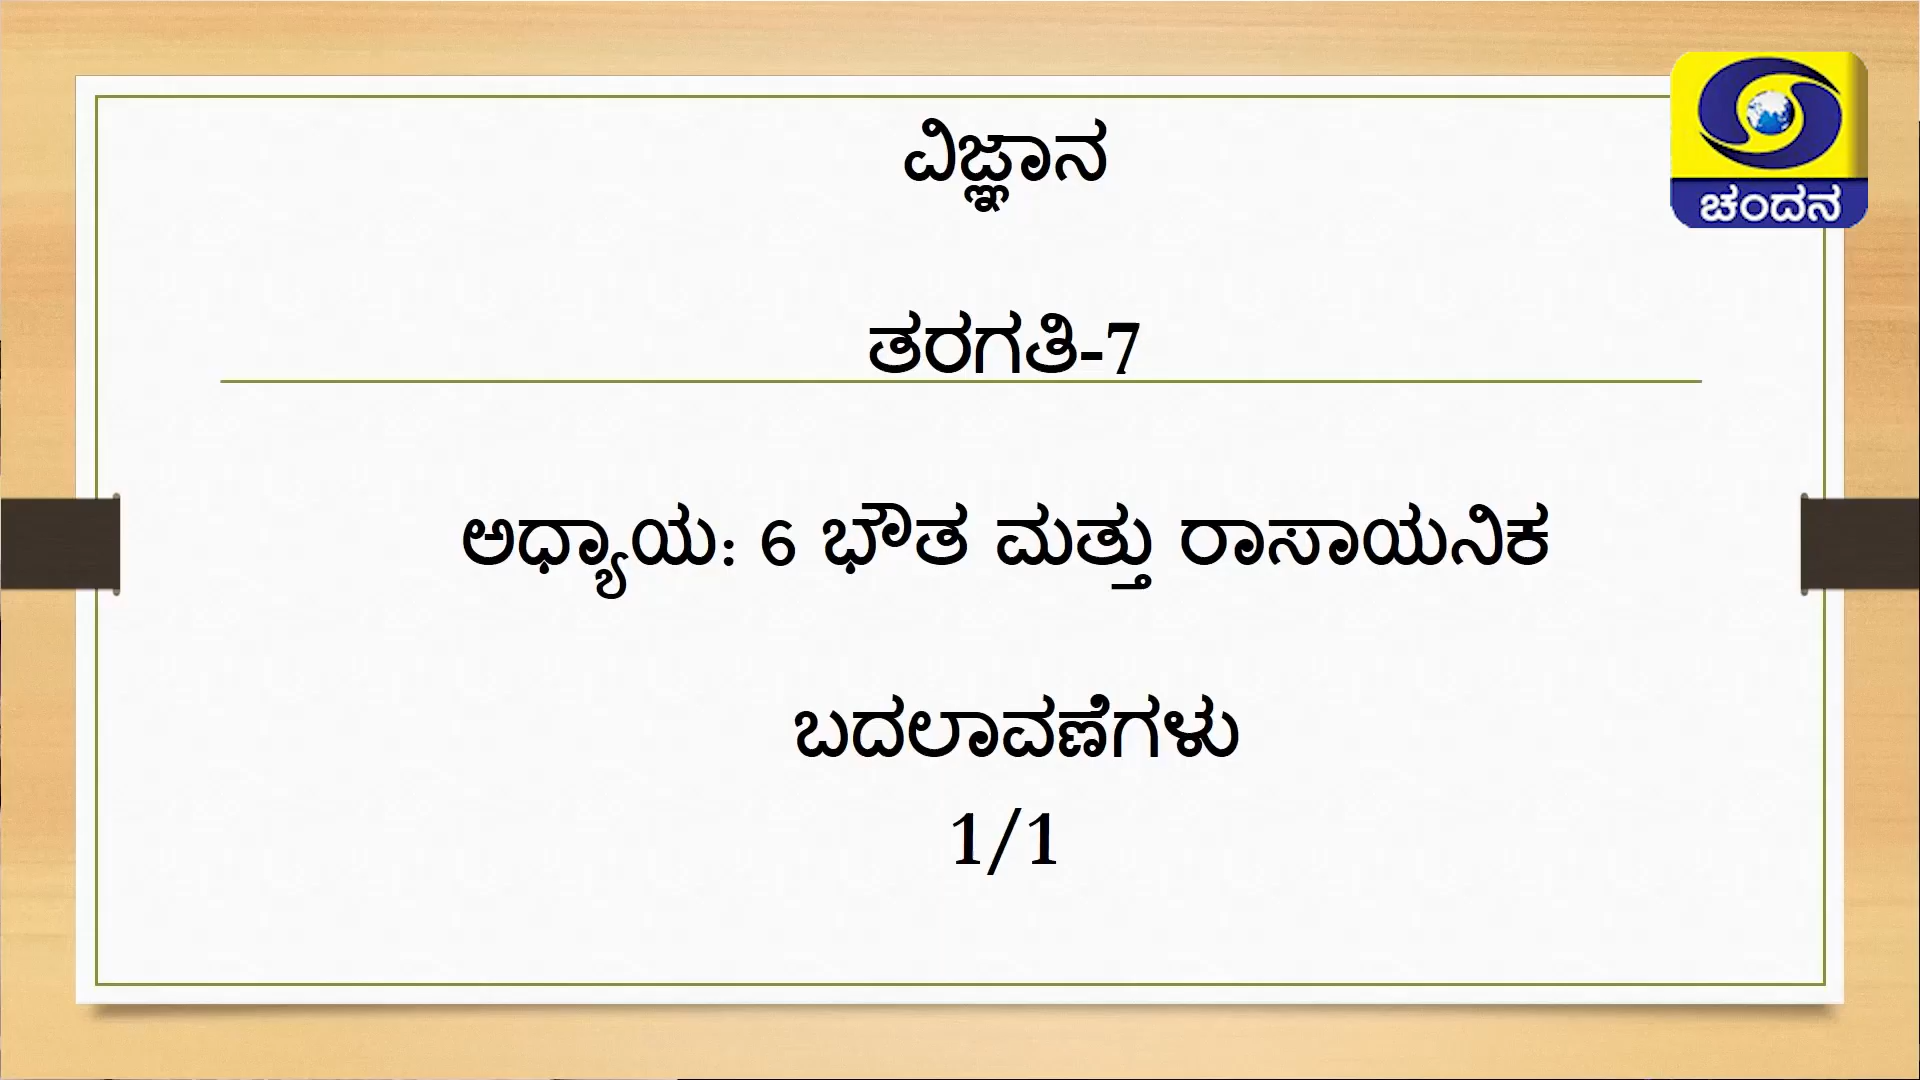 ವಿಜ್ಞಾನ
ಚಂದನ
ತರಗತಿ-7
ಅಧ್ಯಾಯ: 6 ಭೌತ ಮತ್ತು ರಾಸಾಯನಿಕ
ಬದಲಾವಣೆಗಳು
1/1